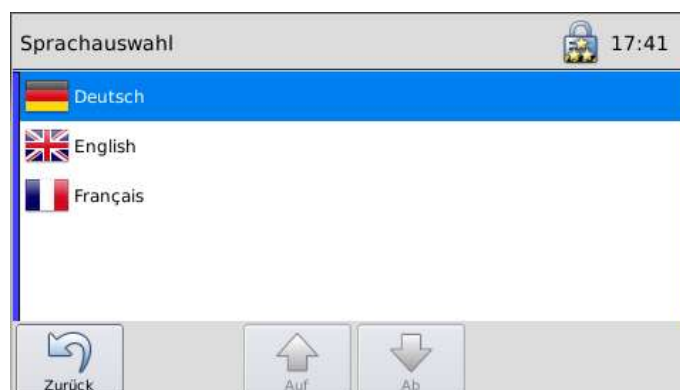 Sprachauswahl 17:41
Deutsch
English
Français
Zurück Auf Ab